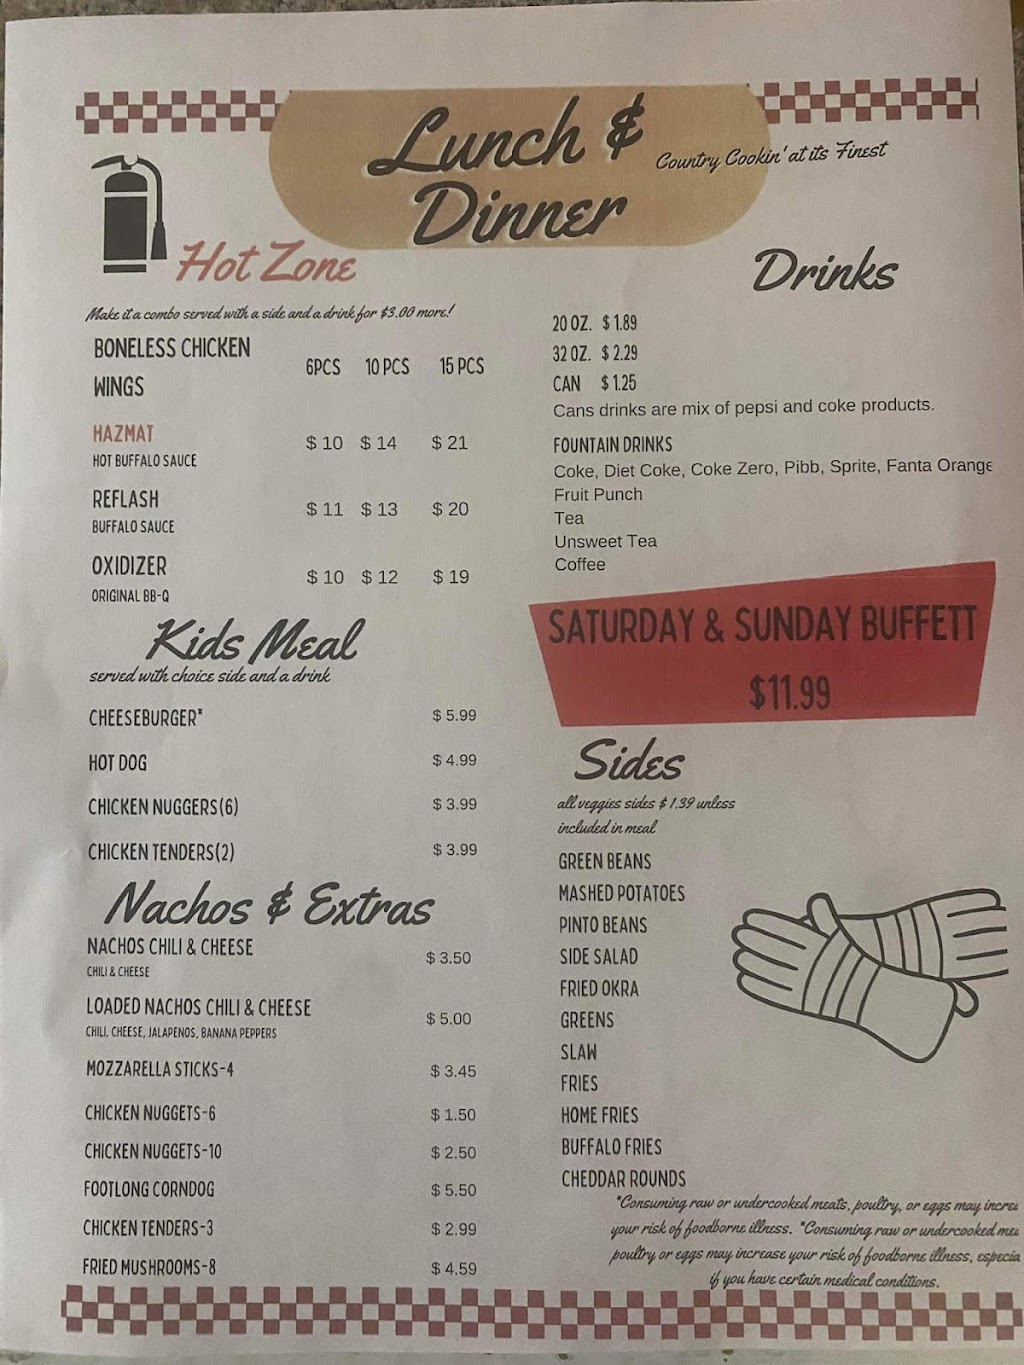 Lunch &
Dinner
Country Cookin' at its Finest
Hot Zone
Make it a combo served with a side and a drink for $3.00 more!
BONELESS CHICKEN
WINGS
6PCS 10 PCS 15 PCS
HAZMAT
HOT BUFFALO SAUCE
$ 10 $ 14 $ 21
REFLASH
BUFFALO SAUCE
$ 11 $ 13 $ 20
OXIDIZER
ORIGINAL BB-Q
$ 10 $ 12 $ 19
Kids Meal
served with choice side and a drink
CHEESEBURGER* $ 5.99
HOT DOG $ 4.99
CHICKEN NUGGERS(6) $ 3.99
CHICKEN TENDERS(2) $ 3.99
Nachos & Extras
NACHOS CHILI & CHEESE $ 3.50
CHILI & CHEESE
LOADED NACHOS CHILI & CHEESE $ 5.00
CHILI, CHEESE, JALAPENOS, BANANA PEPPERS
MOZZARELLA STICKS-4 $ 3.45
CHICKEN NUGGETS-6 $ 1.50
CHICKEN NUGGETS-10 $ 2.50
FOOTLONG CORNDOG $ 5.50
CHICKEN TENDERS-3 $ 2.99
FRIED MUSHROOMS-8 $ 4.59
Drinks
20 OZ. $ 1.89
32 OZ. $ 2.29
CAN $ 1.25
Cans drinks are mix of pepsi and coke products.
FOUNTAIN DRINKS
Coke, Diet Coke, Coke Zero, Pibb, Sprite, Fanta Orange
Fruit Punch
Tea
Unsweet Tea
Coffee
SATURDAY & SUNDAY BUFFETT
$11.99
Sides
all veggies sides $ 1.39 unless
included in meal
GREEN BEANS
MASHED POTATOES
PINTO BEANS
SIDE SALAD
FRIED OKRA
GREENS
SLAW
FRIES
HOME FRIES
BUFFALO FRIES
CHEDDAR ROUNDS
*Consuming raw or undercooked meats, poultry, or eggs may increa
your risk of foodborne illness. *Consuming raw or undercooked mea
poultry or eggs may increase your risk of foodborne illness, especia
if you have certain medical conditions.